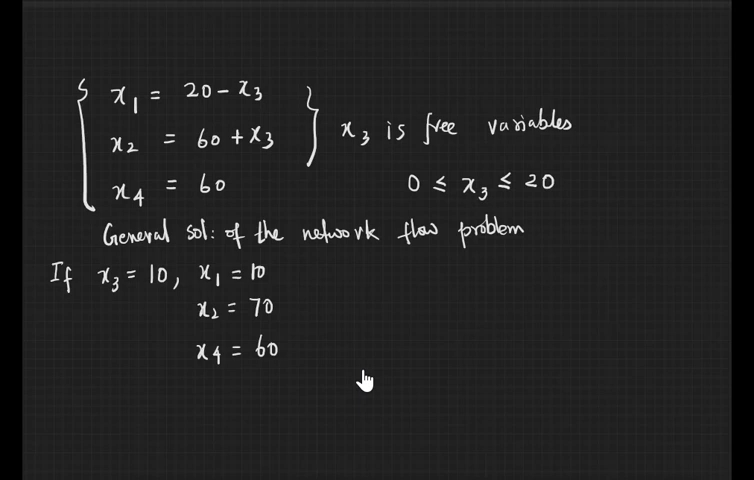 x₁ = 20 - x₃
x₂ = 60 + x₃
x₃ is free variables
x₄ = 60
0 ≤ x₃ ≤ 20
General sol: of the network flow problem
If x₃ = 10, x₁ = 10
x₂ = 70
x₄ = 60